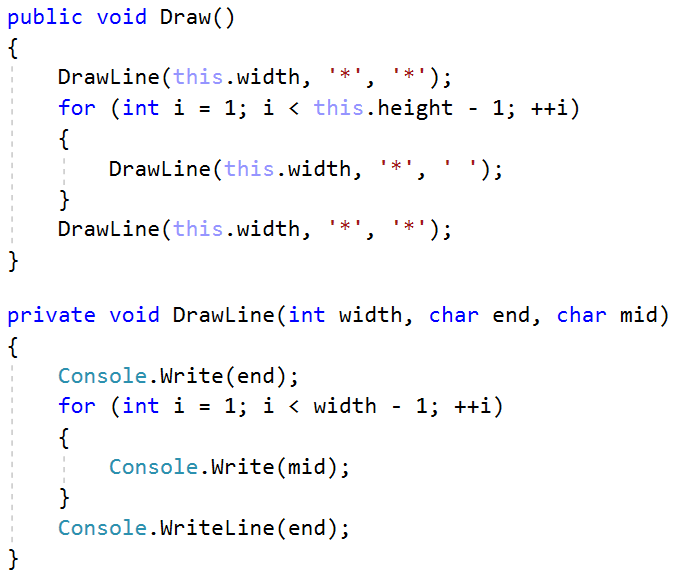 public void Draw()
{
    DrawLine(this.width, '*', '*');
    for (int i = 1; i < this.height - 1; ++i)
    {
        DrawLine(this.width, '*', ' ');
    }
    DrawLine(this.width, '*', '*');
}

private void DrawLine(int width, char end, char mid)
{
    Console.Write(end);
    for (int i = 1; i < width - 1; ++i)
    {
        Console.Write(mid);
    }
    Console.WriteLine(end);
}